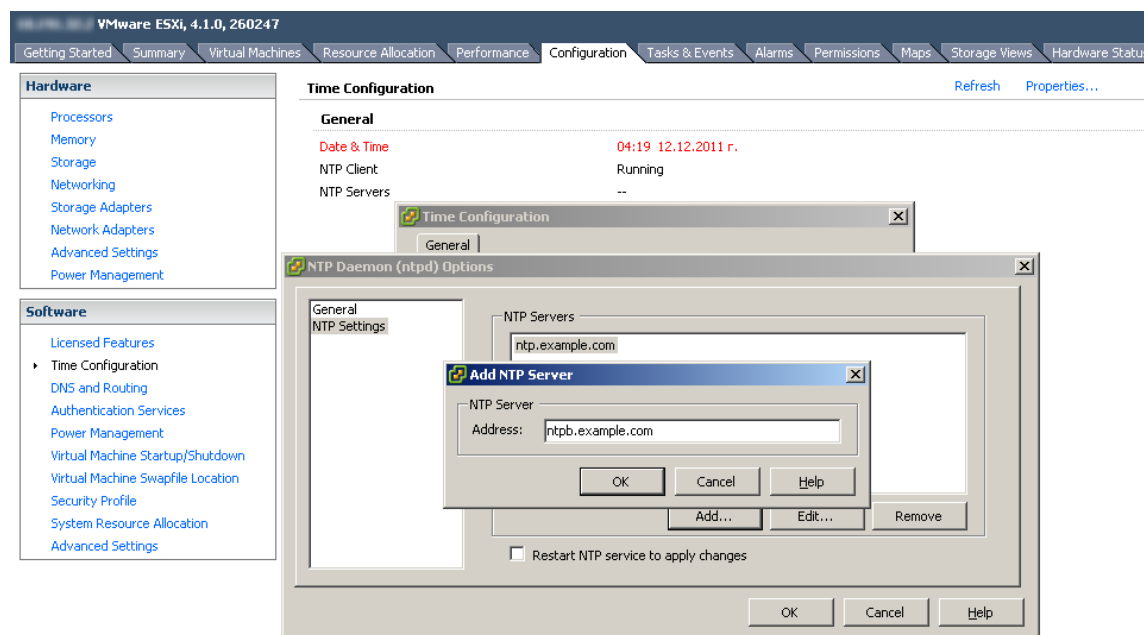 VMware ESXi, 4.1.0, 260247
Getting Started Summary Virtual Machines Resource Allocation Performance Configuration Tasks & Events Alarms Permissions Maps Storage Views Hardware Status
Hardware
Processors
Memory
Storage
Networking
Storage Adapters
Network Adapters
Advanced Settings
Power Management
Software
Licensed Features
Time Configuration
DNS and Routing
Authentication Services
Power Management
Virtual Machine Startup/Shutdown
Virtual Machine Swapfile Location
Security Profile
System Resource Allocation
Advanced Settings
Time Configuration
Refresh Properties...
General
Date & Time 04:19 12.12.2011 г.
NTP Client Running
NTP Servers --
Time Configuration
General
NTP Daemon (ntpd) Options
General
NTP Settings
NTP Servers
ntp.example.com
Add NTP Server
NTP Server
Address: ntpb.example.com
OK Cancel Help
Add... Edit... Remove
Restart NTP service to apply changes
OK Cancel Help